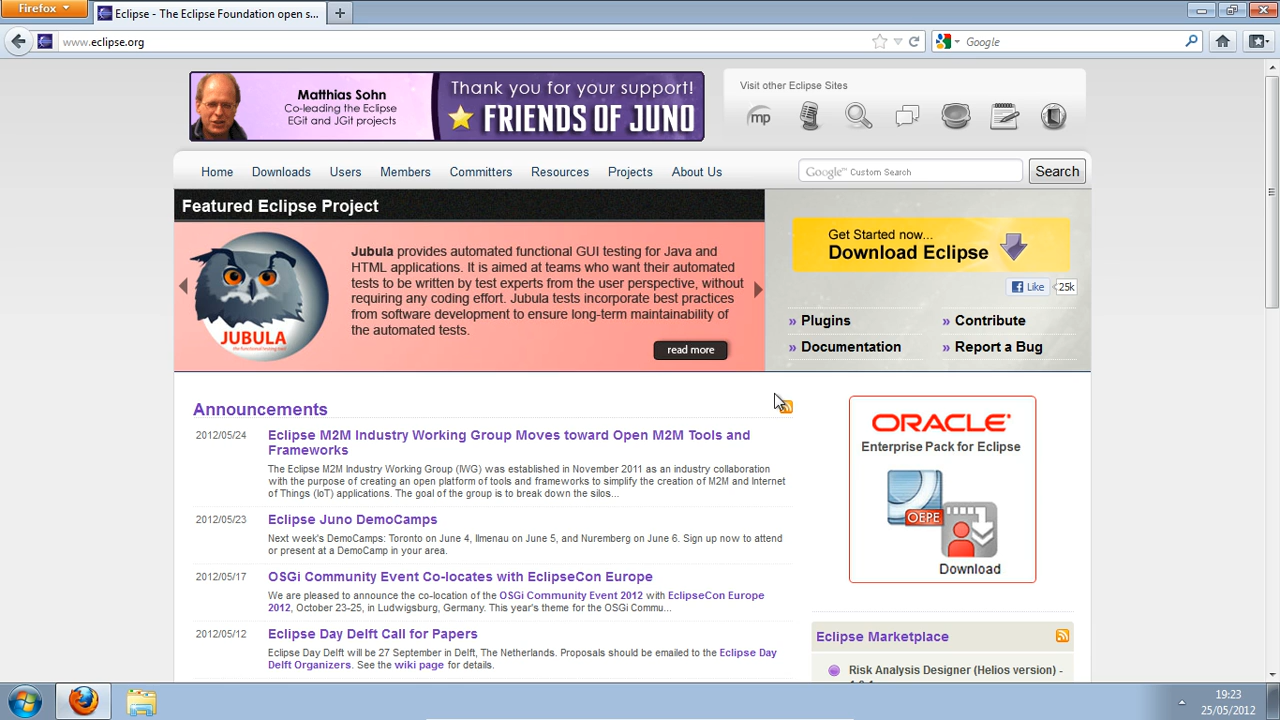 Firefox
Eclipse - The Eclipse Foundation open s...
www.eclipse.org
Google
Matthias Sohn
Co-leading the Eclipse
EGit and JGit projects
Thank you for your support!
FRIENDS OF JUNO
Visit other Eclipse Sites
mp
Home
Downloads
Users
Members
Committers
Resources
Projects
About Us
Google™ Custom Search
Search
Featured Eclipse Project
Jubula provides automated functional GUI testing for Java and
HTML applications. It is aimed at teams who want their automated
tests to be written by test experts from the user perspective, without
requiring any coding effort. Jubula tests incorporate best practices
from software development to ensure long-term maintainability of
the automated tests.
JUBULA
read more
Get Started now...
Download Eclipse
Like
25k
» Plugins
» Contribute
» Documentation
» Report a Bug
Announcements
2012/05/24
Eclipse M2M Industry Working Group Moves toward Open M2M Tools and
Frameworks
The Eclipse M2M Industry Working Group (IWG) was established in November 2011 as an industry collaboration
with the purpose of creating an open platform of tools and frameworks to simplify the creation of M2M and Internet
of Things (IoT) applications. The goal of the group is to break down the silos...
2012/05/23
Eclipse Juno DemoCamps
Next week's DemoCamps: Toronto on June 4, Ilmenau on June 5, and Nuremberg on June 6. Sign up now to attend
or present at a DemoCamp in your area.
2012/05/17
OSGi Community Event Co-locates with EclipseCon Europe
We are pleased to announce the co-location of the OSGi Community Event 2012 with EclipseCon Europe
2012, October 23-25, in Ludwigsburg, Germany. This year's theme for the OSGi Commu...
2012/05/12
Eclipse Day Delft Call for Papers
Eclipse Day Delft will be 27 September in Delft, The Netherlands. Proposals should be emailed to the Eclipse Day
Delft Organizers. See the wiki page for details.
ORACLE
Enterprise Pack for Eclipse
OEPE
Download
Eclipse Marketplace
Risk Analysis Designer (Helios version) -
19:23
25/05/2012